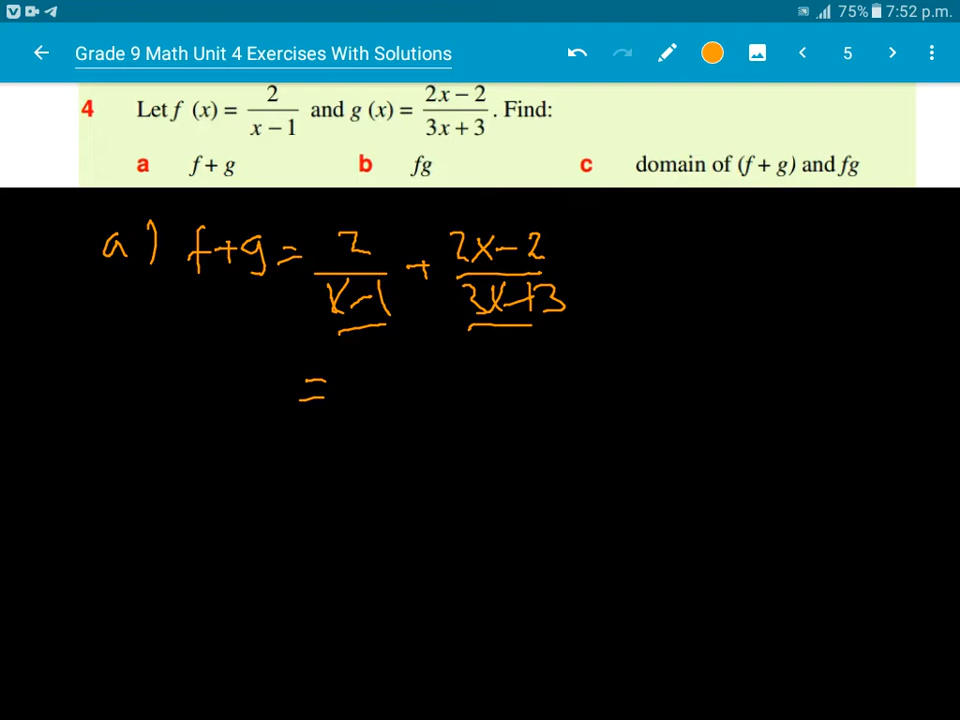 75% 7:52 p.m.
Grade 9 Math Unit 4 Exercises With Solutions 5
4 Let f (x) = 2/(x − 1) and g (x) = (2x − 2)/(3x + 3). Find:
a f + g b fg c domain of (f + g) and fg
a) f+g = 2/(x−1) + (2x−2)/(3x+3)
=